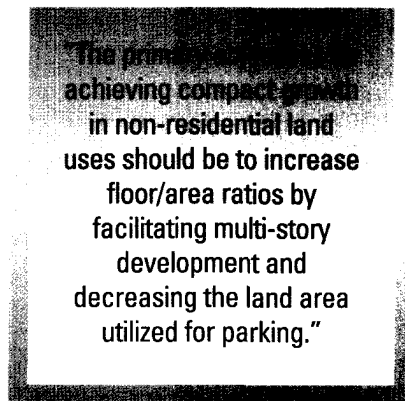 "The
achieving compact growth
in non-residential land
uses should be to increase
floor/area ratios by
facilitating multi-story
development and
decreasing the land area
utilized for parking."